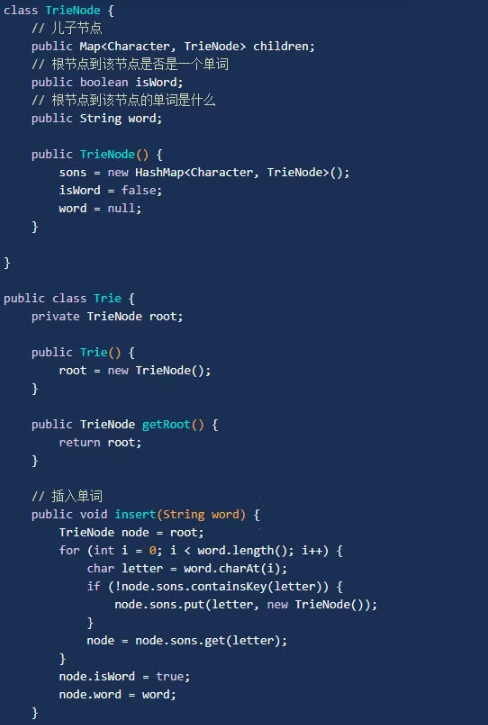 class TrieNode {
    // 儿子节点
    public Map<Character, TrieNode> children;
    // 根节点到该节点是否是一个单词
    public boolean isWord;
    // 根节点到该节点的单词是什么
    public String word;

    public TrieNode() {
        sons = new HashMap<Character, TrieNode>();
        isWord = false;
        word = null;
    }

}

public class Trie {
    private TrieNode root;

    public Trie() {
        root = new TrieNode();
    }

    public TrieNode getRoot() {
        return root;
    }

    // 插入单词
    public void insert(String word) {
        TrieNode node = root;
        for (int i = 0; i < word.length(); i++) {
            char letter = word.charAt(i);
            if (!node.sons.containsKey(letter)) {
                node.sons.put(letter, new TrieNode());
            }
            node = node.sons.get(letter);
        }
        node.isWord = true;
        node.word = word;
    }